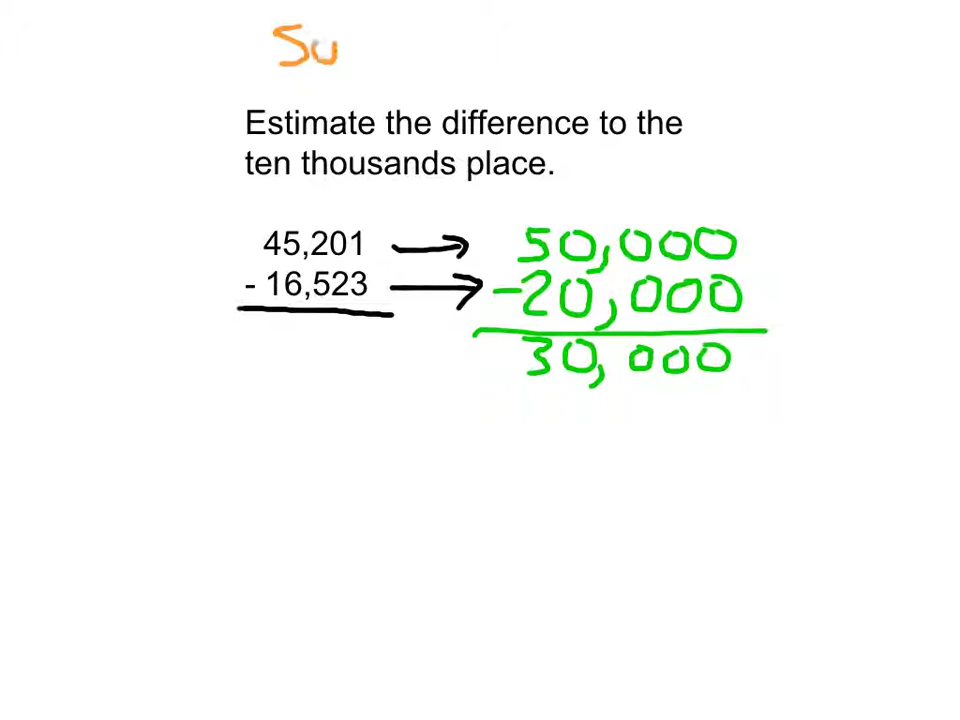 Su
Estimate the difference to the
ten thousands place.
45,201 → 50,000
- 16,523 → -20,000
30,000